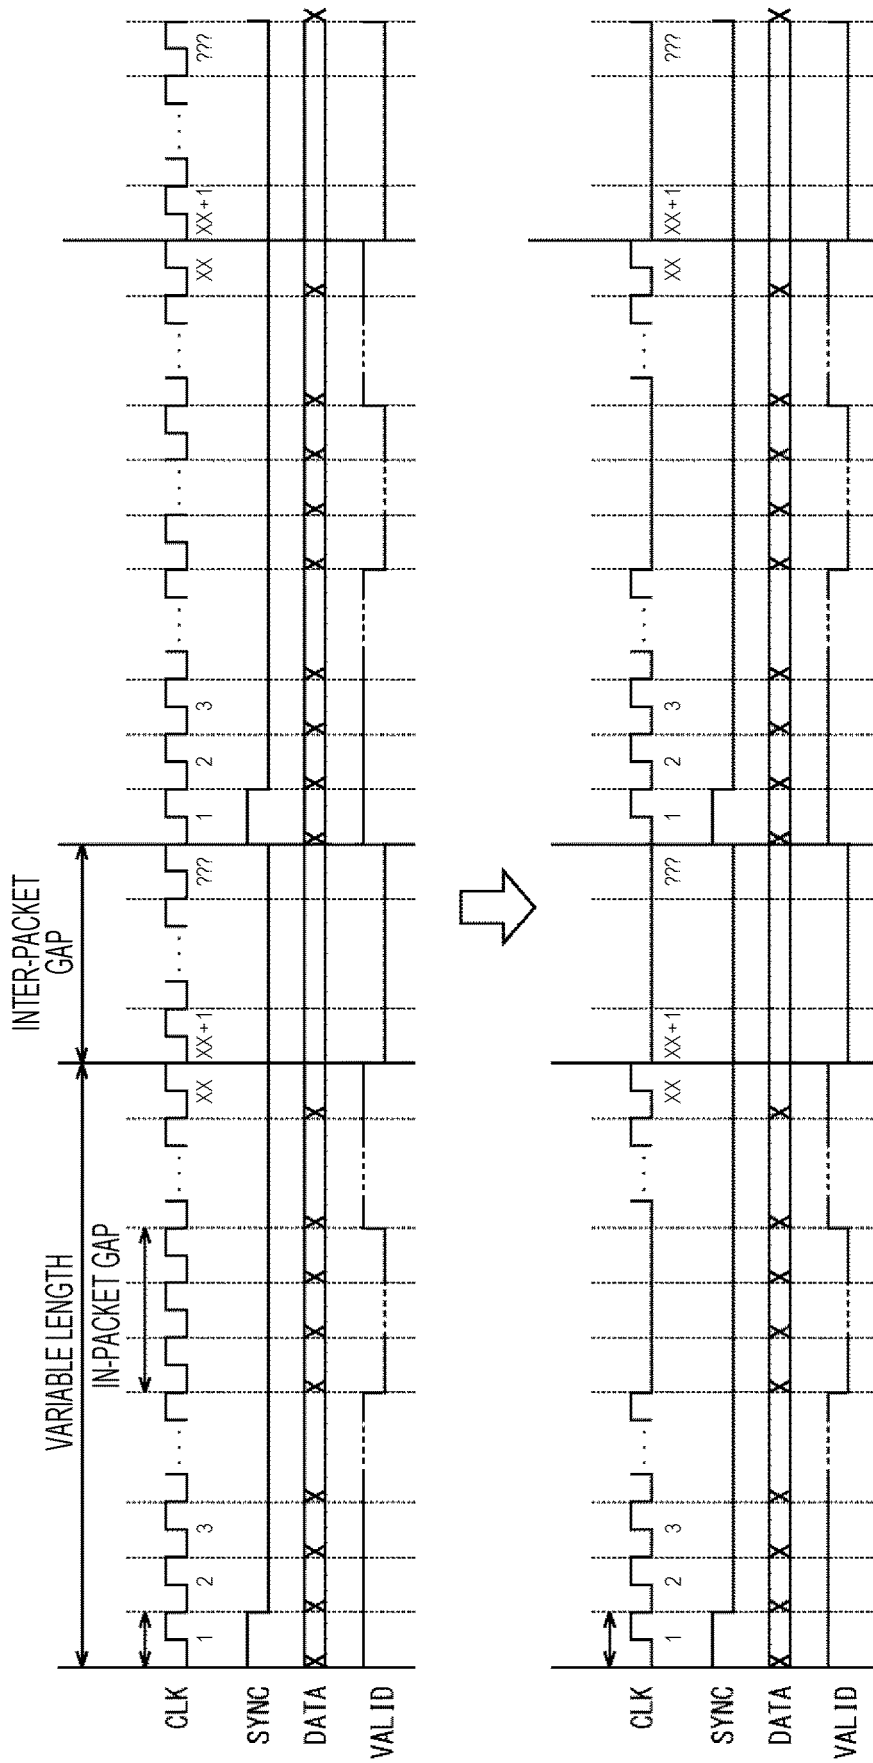 INTER-PACKET
GAP
VARIABLE LENGTH
IN-PACKET GAP
CLK
1 2 3 XX XX+1 ??? 1 2 3 XX XX+1 ???
SYNC
DATA
VALID
CLK
1 2 3 XX XX+1 ??? 1 2 3 XX XX+1 ???
SYNC
DATA
VALID